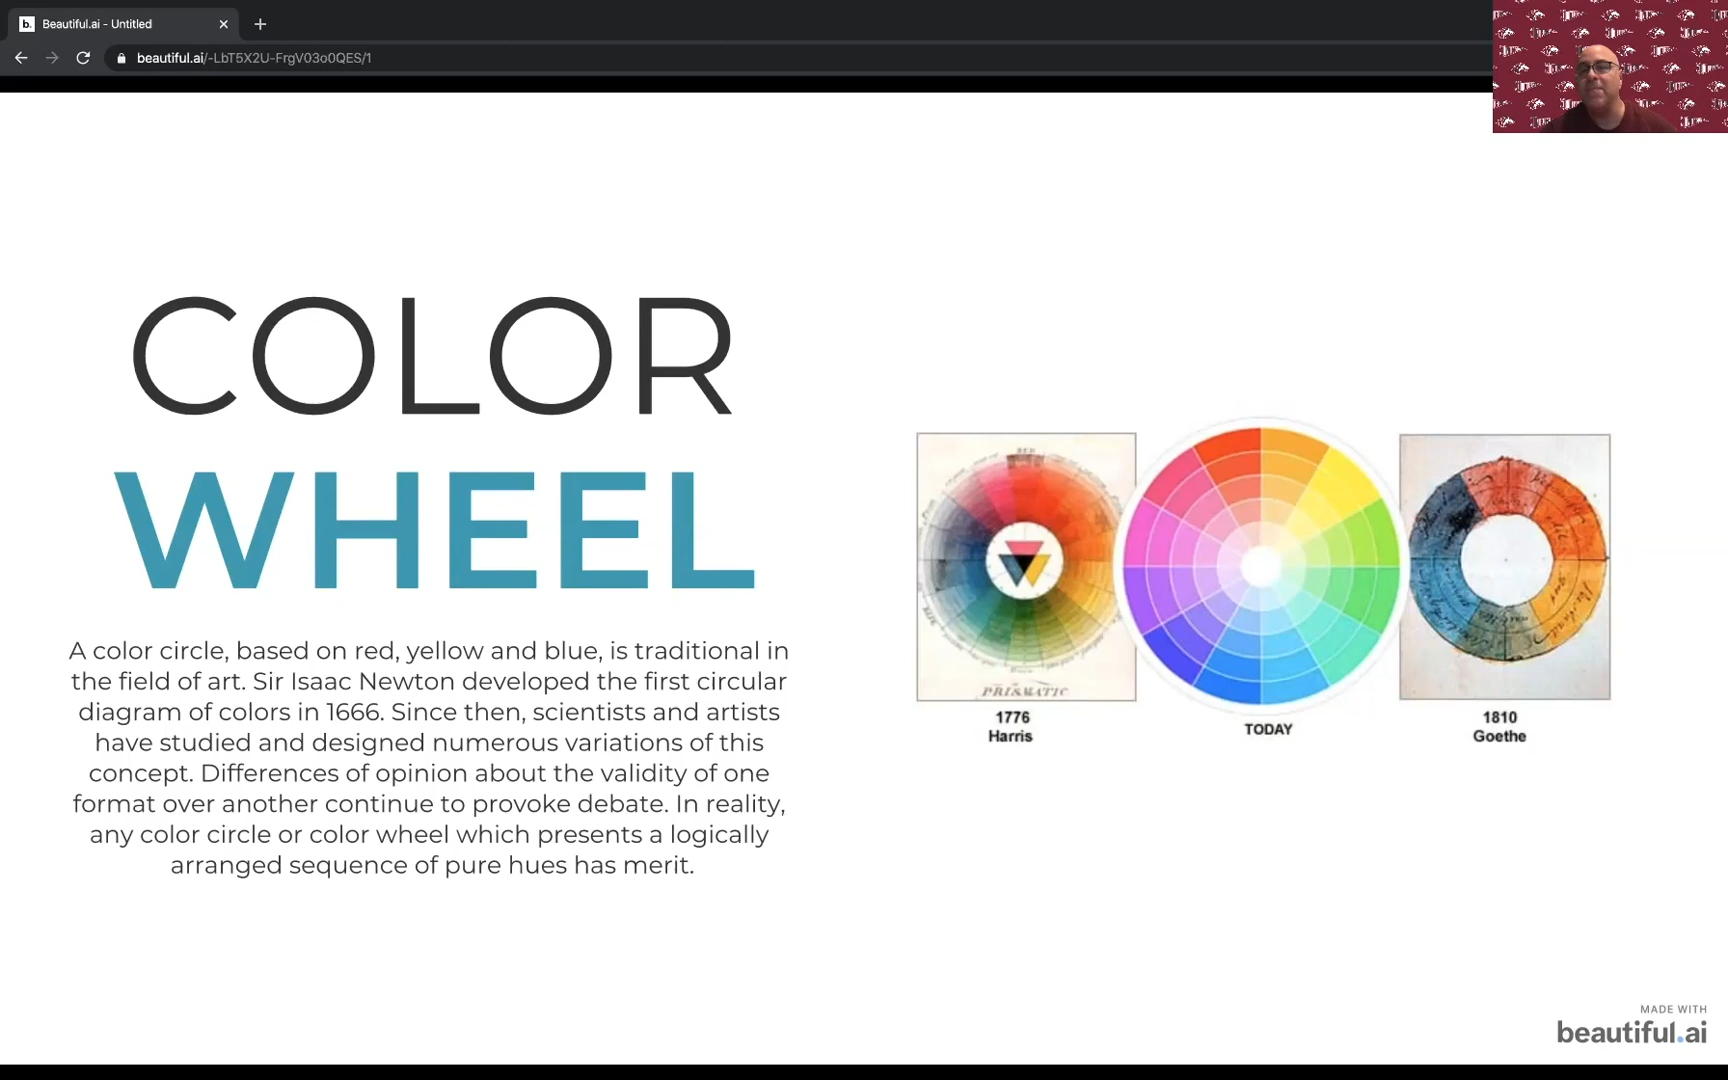 b. Beautiful.ai - Untitled
beautiful.ai/-LbT5X2U-FrgV03o0QES/1
COLOR
WHEEL
A color circle, based on red, yellow and blue, is traditional in
the field of art. Sir Isaac Newton developed the first circular
diagram of colors in 1666. Since then, scientists and artists
have studied and designed numerous variations of this
concept. Differences of opinion about the validity of one
format over another continue to provoke debate. In reality,
any color circle or color wheel which presents a logically
arranged sequence of pure hues has merit.
RED
PRISMATIC
1776
Harris
TODAY
1810
Goethe
MADE WITH
beautiful.ai